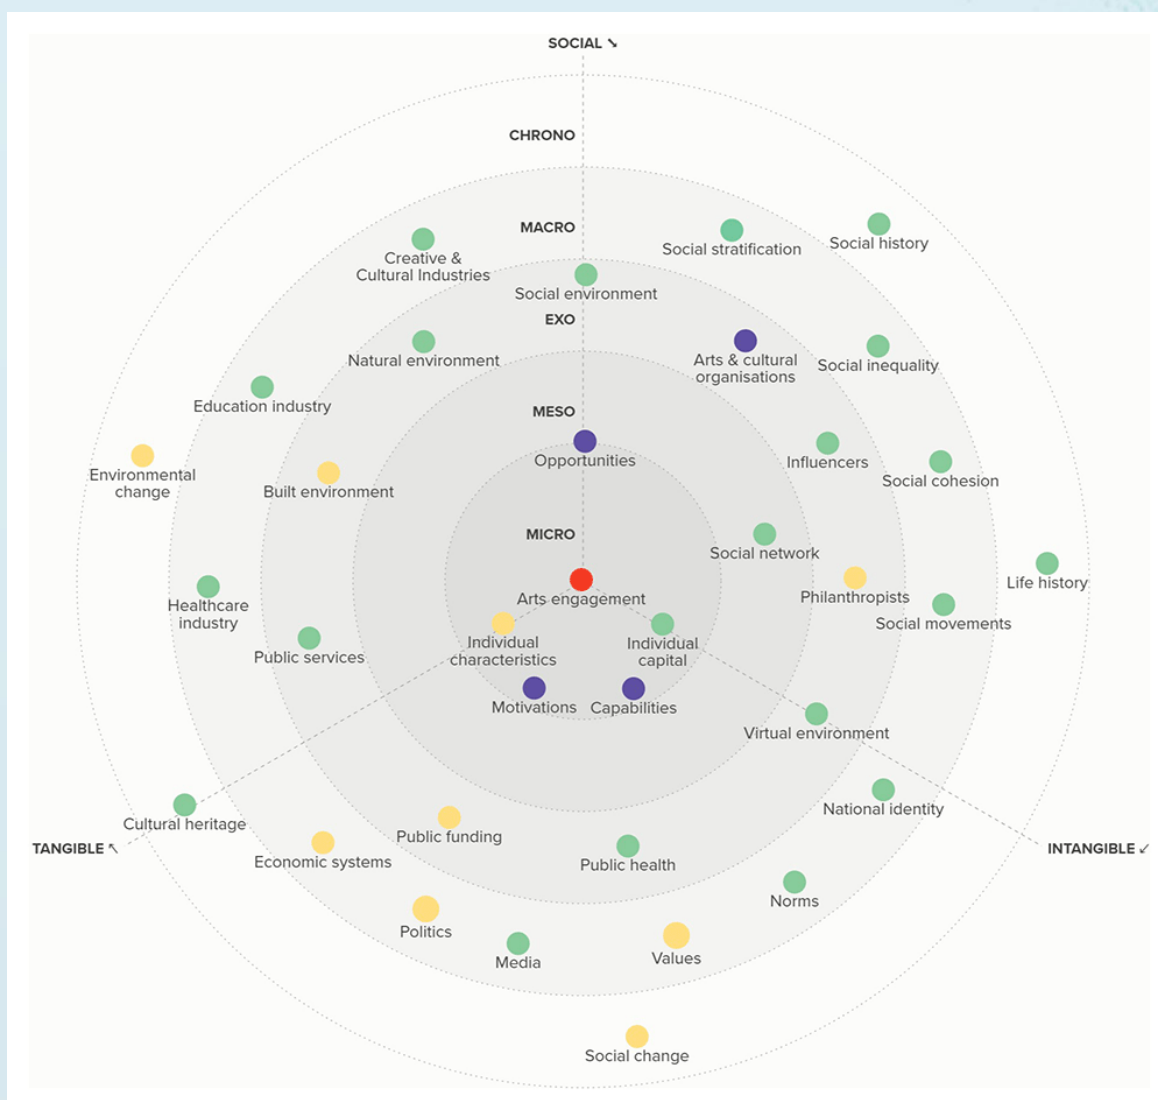 SOCIAL ↘
CHRONO
MACRO
Social stratification
Social history
Creative &
Cultural Industries
Social environment
EXO
Natural environment
Arts & cultural
organisations
Social inequality
Education industry
MESO
Opportunities
Influencers
Social cohesion
Environmental
change
Built environment
MICRO
Social network
Arts engagement
Philanthropists
Life history
Healthcare
industry
Public services
Individual
characteristics
Individual
capital
Social movements
Motivations
Capabilities
Virtual environment
Cultural heritage
National identity
TANGIBLE ↖
INTANGIBLE ↙
Economic systems
Public funding
Public health
Norms
Politics
Media
Values
Social change